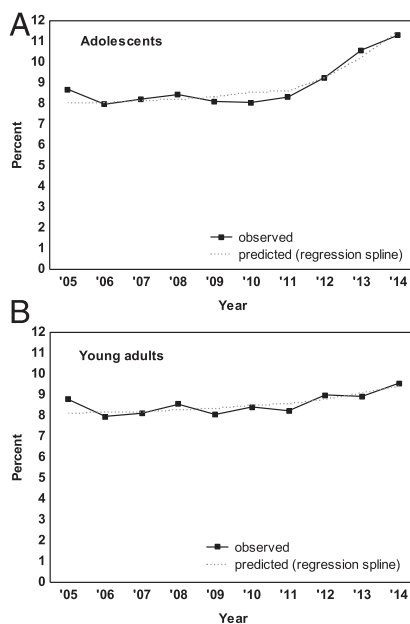 A
Adolescents
12
11
10
9
8
7
6
5
4
3
2
1
0
Percent
observed
predicted (regression spline)
'05 '06 '07 '08 '09 '10 '11 '12 '13 '14
Year
B
Young adults
12
11
10
9
8
7
6
5
4
3
2
1
0
Percent
observed
predicted (regression spline)
'05 '06 '07 '08 '09 '10 '11 '12 '13 '14
Year